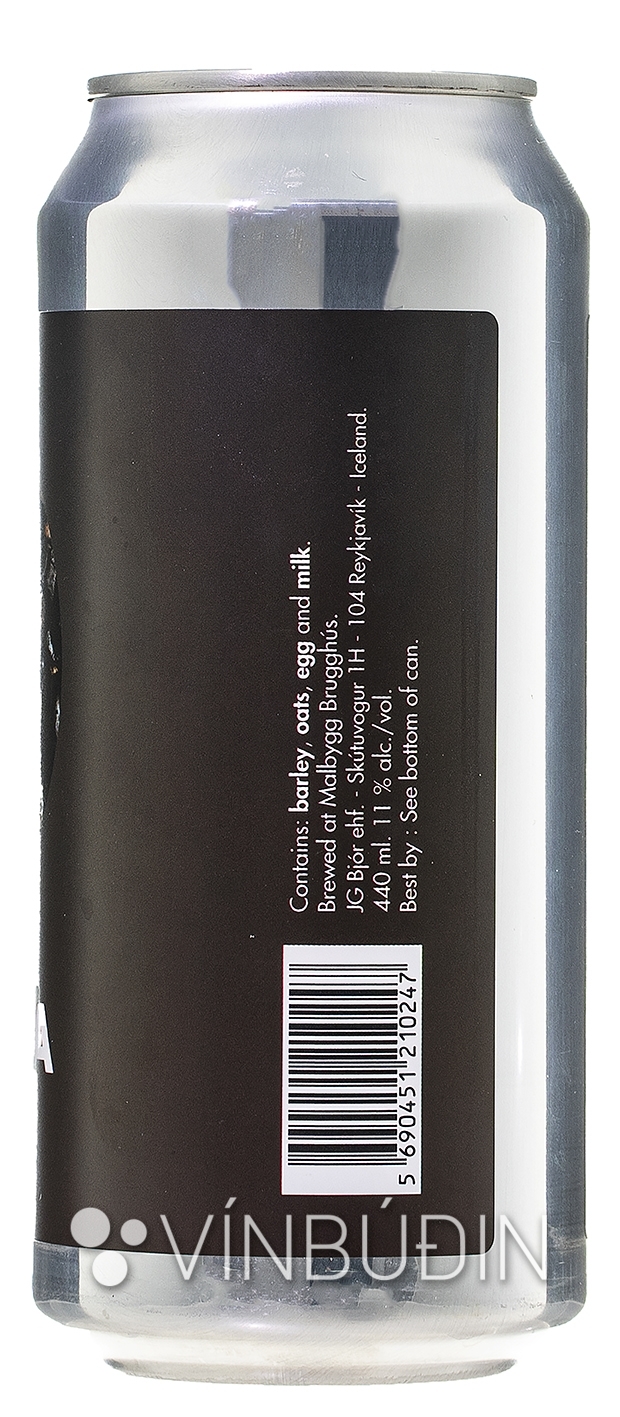 Contains: barley, oats, egg and milk.
Brewed at Malbygg Brugghús.
JG Bjór ehf. - Skútuvogur 1H - 104 Reykjavík - Iceland.
440 ml. 11 % alc./vol.
Best by : See bottom of can.
5 690451 210247
A
VÍNBÚÐIN